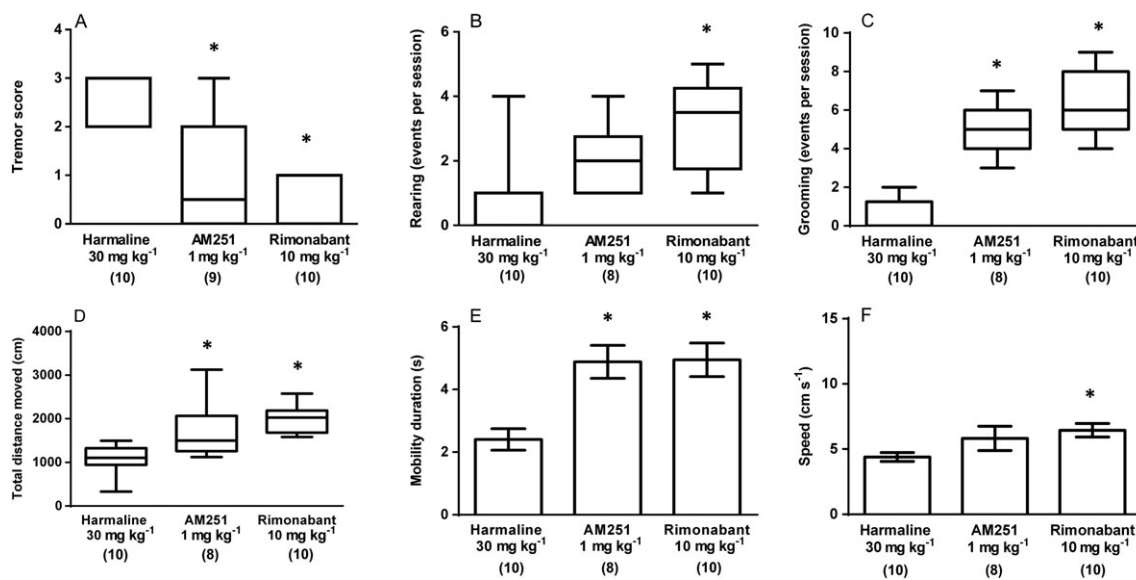 A
Tremor score
4
3
2
1
0
*
*
Harmaline AM251 Rimonabant
30 mg kg⁻¹ 1 mg kg⁻¹ 10 mg kg⁻¹
(10) (9) (10)
B
Rearing (events per session)
6
4
2
0
*
Harmaline AM251 Rimonabant
30 mg kg⁻¹ 1 mg kg⁻¹ 10 mg kg⁻¹
(10) (8) (10)
C
Grooming (events per session)
10
8
6
4
2
0
*
*
Harmaline AM251 Rimonabant
30 mg kg⁻¹ 1 mg kg⁻¹ 10 mg kg⁻¹
(10) (8) (10)
D
Total distance moved (cm)
4000
3000
2000
1000
0
*
*
Harmaline AM251 Rimonabant
30 mg kg⁻¹ 1 mg kg⁻¹ 10 mg kg⁻¹
(10) (8) (10)
E
Mobility duration (s)
6
4
2
0
*
*
Harmaline AM251 Rimonabant
30 mg kg⁻¹ 1 mg kg⁻¹ 10 mg kg⁻¹
(10) (8) (10)
F
Speed (cm s⁻¹)
15
10
5
0
*
Harmaline AM251 Rimonabant
30 mg kg⁻¹ 1 mg kg⁻¹ 10 mg kg⁻¹
(10) (8) (10)